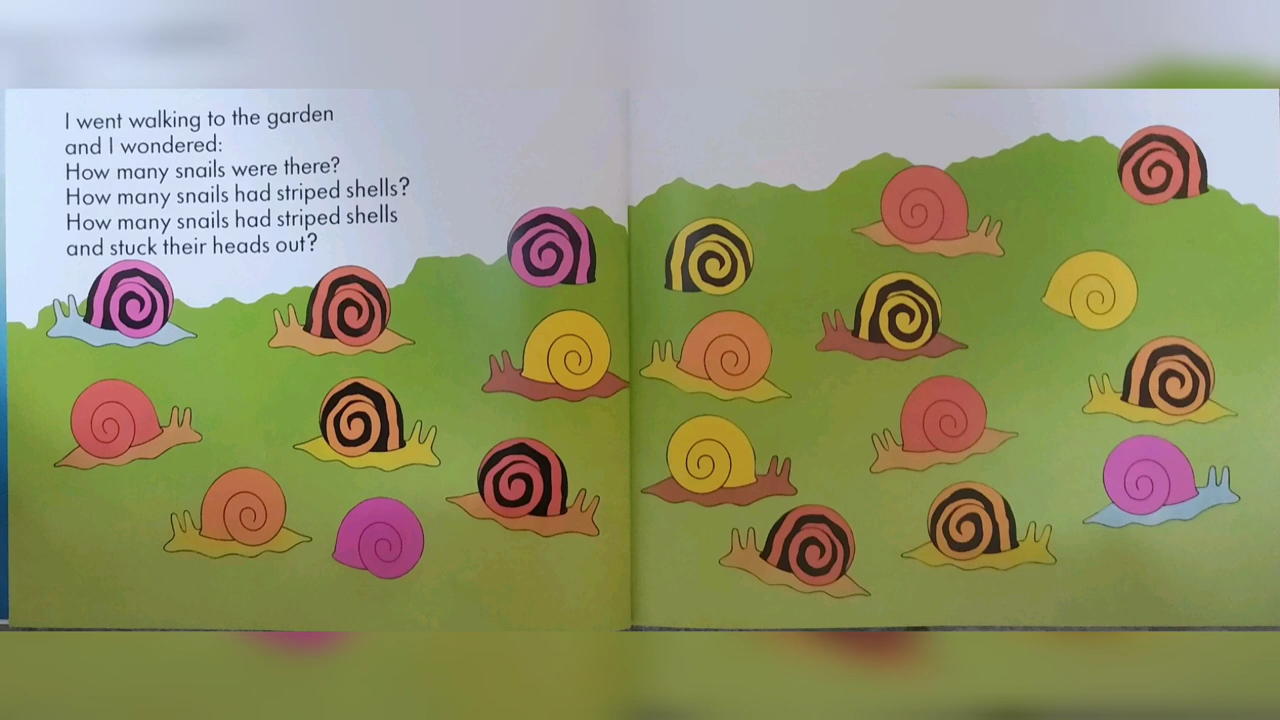 I went walking to the garden
and I wondered:
How many snails were there?
How many snails had striped shells?
How many snails had striped shells
and stuck their heads out?